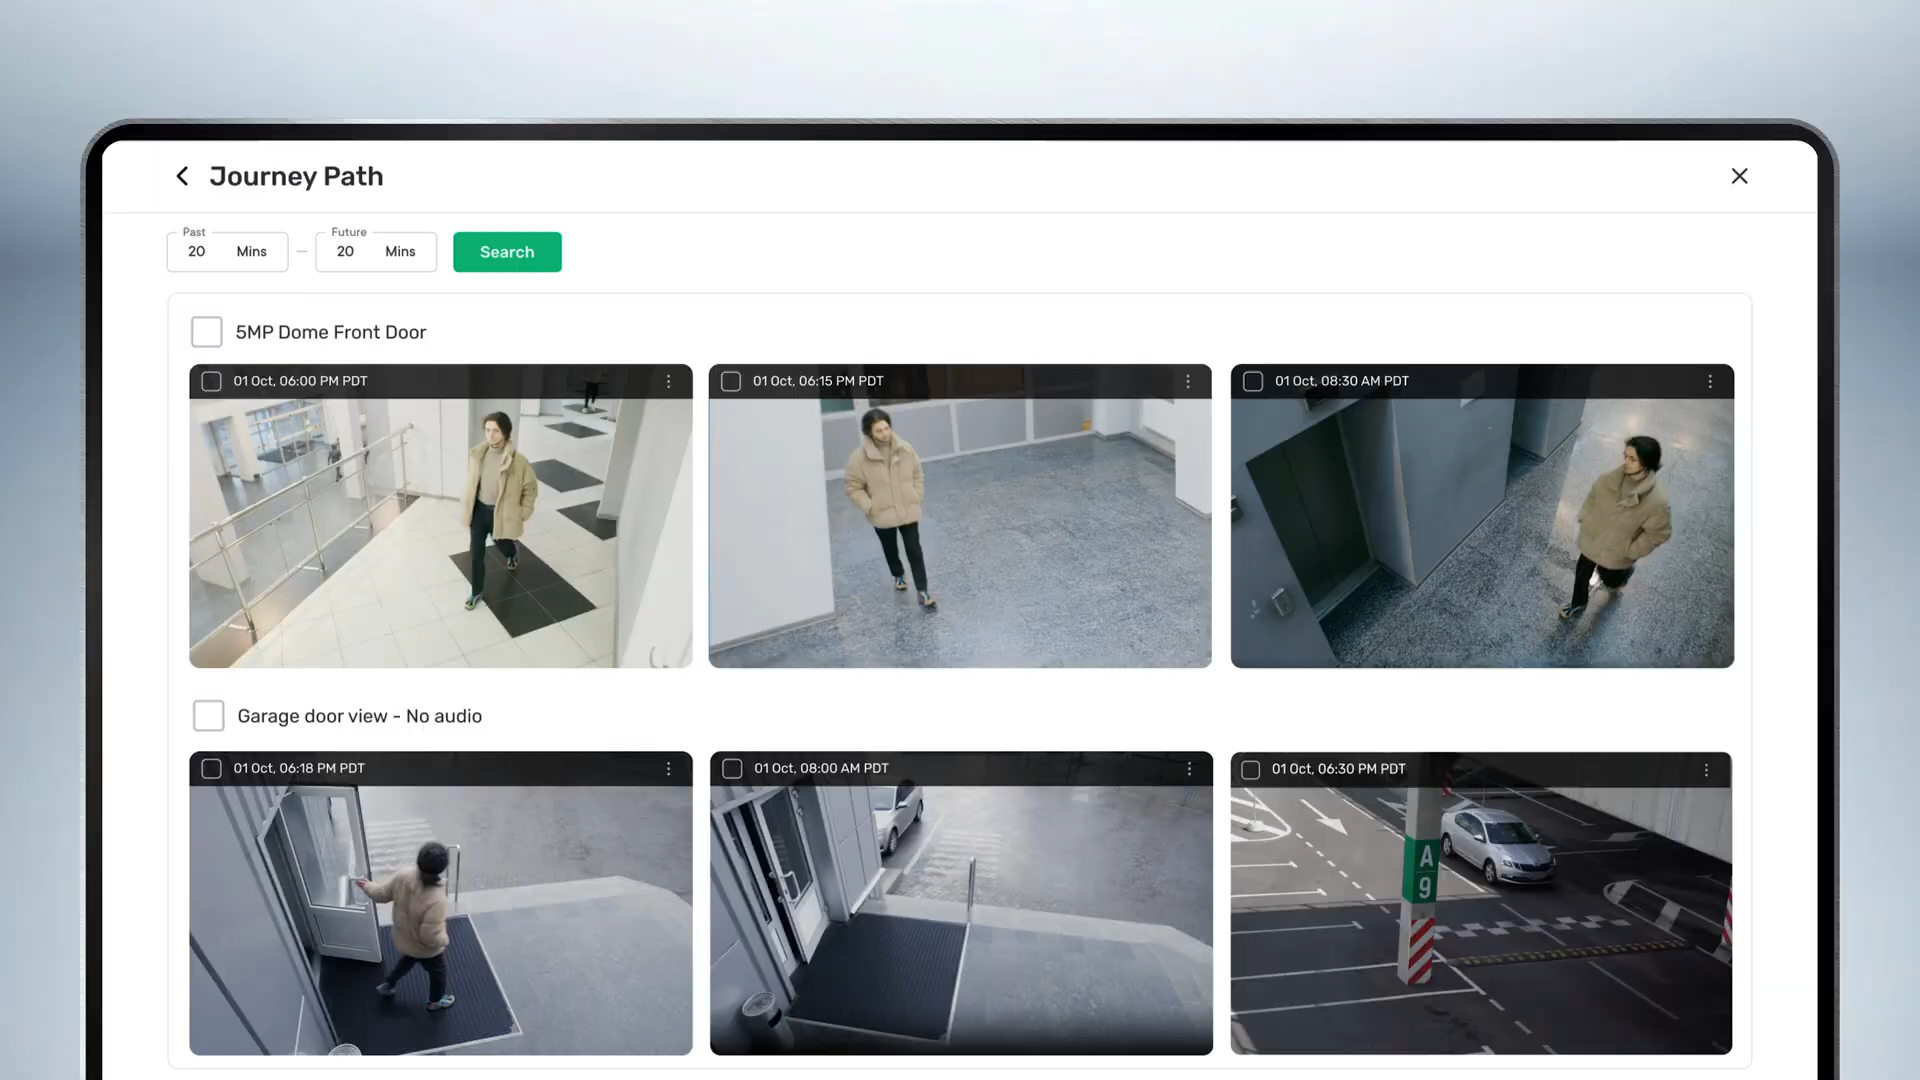 Journey Path
Past
20 Mins
Future
20 Mins
Search
5MP Dome Front Door
01 Oct, 06:00 PM PDT
01 Oct, 06:15 PM PDT
01 Oct, 08:30 AM PDT
Garage door view - No audio
01 Oct, 06:18 PM PDT
01 Oct, 08:00 AM PDT
01 Oct, 06:30 PM PDT
A
9